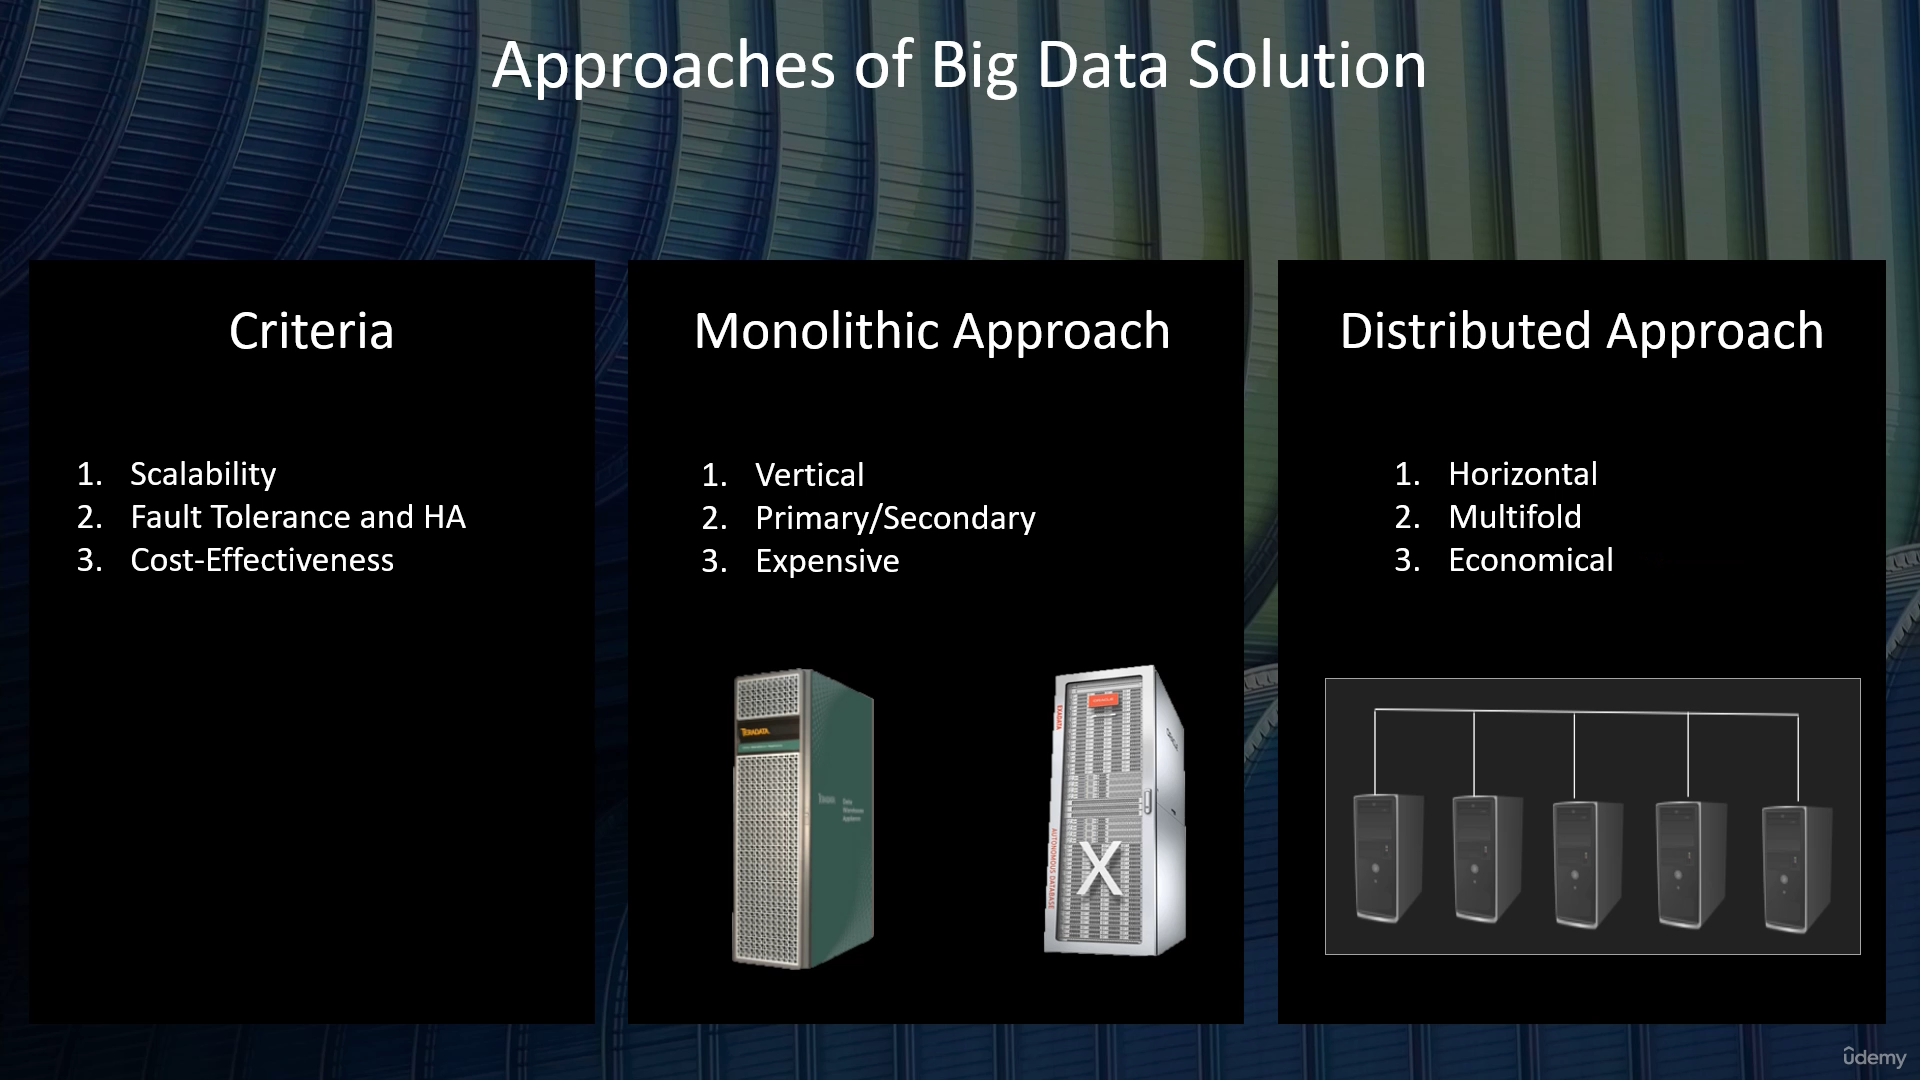 Approaches of Big Data Solution
Criteria
1. Scalability
2. Fault Tolerance and HA
3. Cost-Effectiveness
Monolithic Approach
1. Vertical
2. Primary/Secondary
3. Expensive
TERADATA
EXADATA
AUTONOMOUS DATABASE
X
Distributed Approach
1. Horizontal
2. Multifold
3. Economical
ûdemy